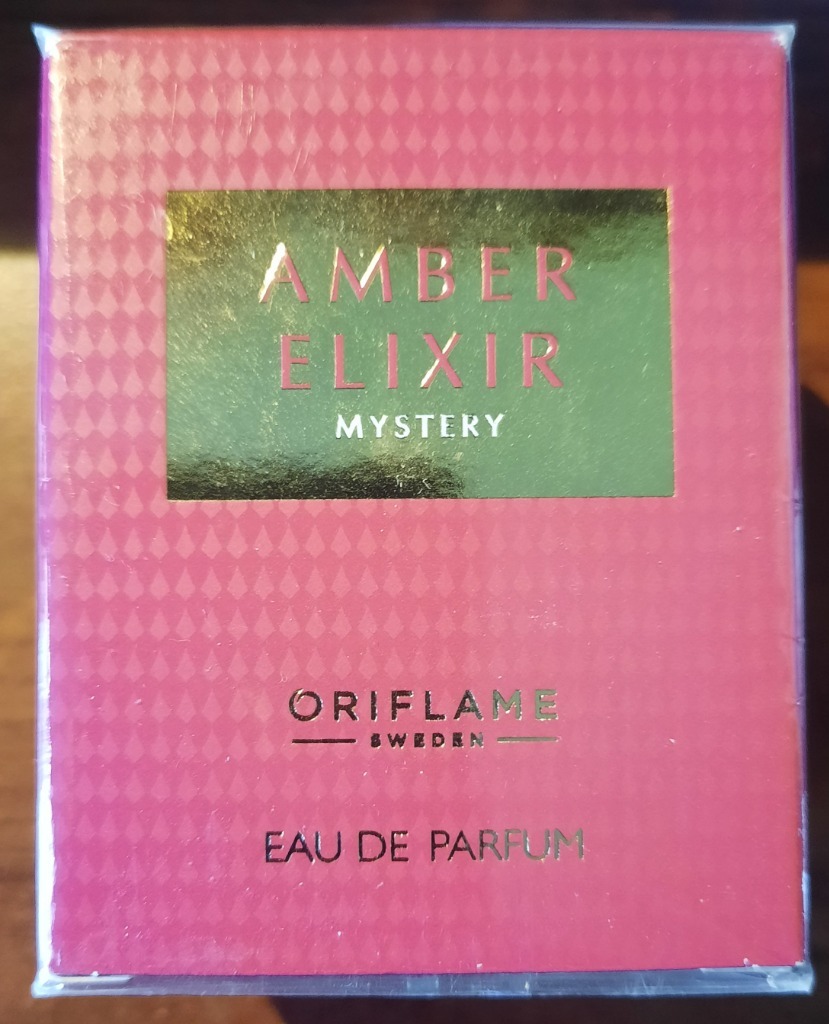 AMBER
ELIXIR
MYSTERY
ORIFLAME
SWEDEN
EAU DE PARFUM